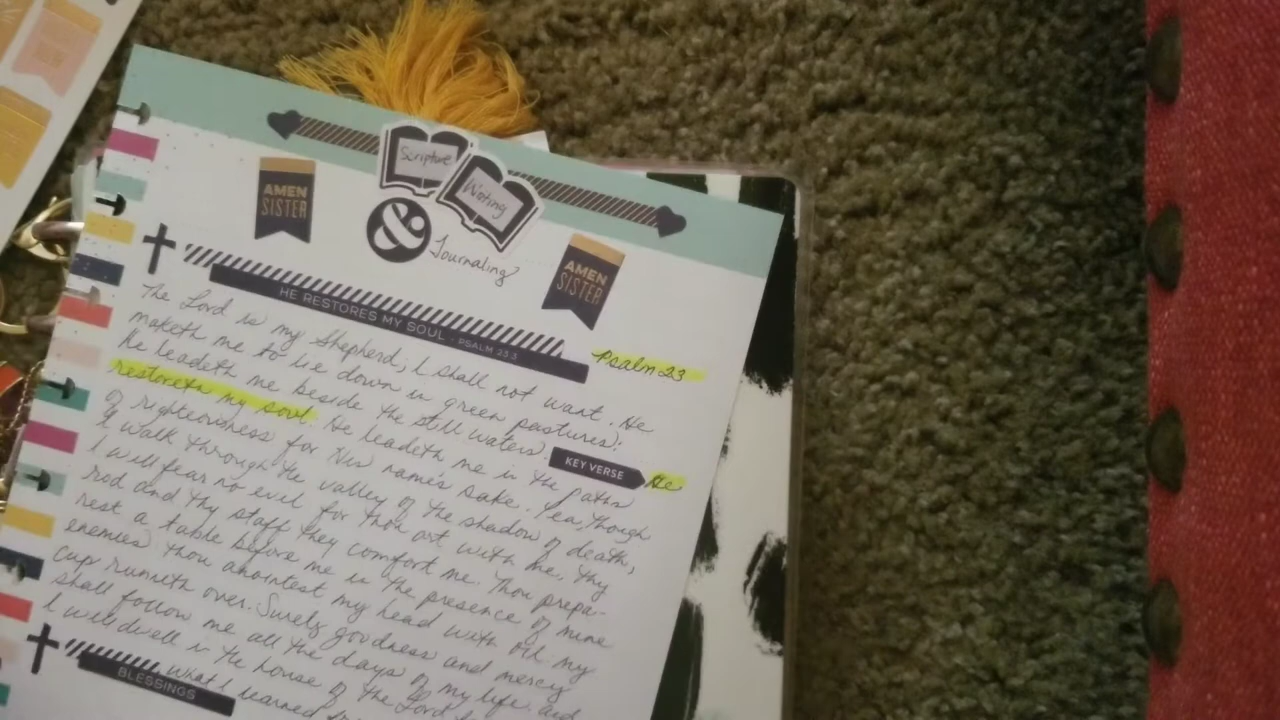 Scripture
Writing
&
Journaling
AMEN
SISTER
AMEN
SISTER
HE RESTORES MY SOUL - PSALM 23:3
Psalm 23
The Lord is my Shepherd; I shall not want. He
maketh me to lie down in green pastures;
He leadeth me beside the still waters. KEY VERSE He
restoreth my soul. He leadeth me in the paths
of righteousness for His names sake. Yea, though
I walk through the valley of the shadow of death,
I will fear no evil for thou art with me, thy
rod and thy staff they comfort me. Thou prepa-
rest a table before me in the presence of mine
enemies thou anointest my head with oil my
cup runneth over. Surely goodness and mercy
shall follow me all the days of my life and
I will dwell in the house of the Lord
BLESSINGS
what I learned